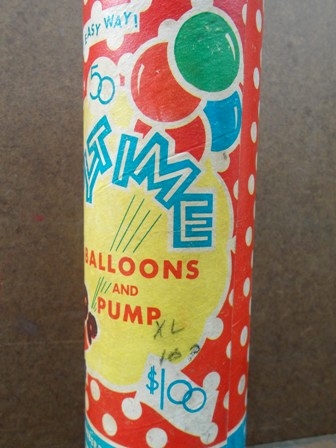 EASY WAY!
50
TIME
BALLOONS
AND
PUMP
XL
$1.00